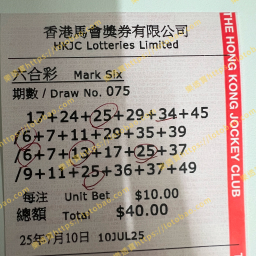 香港馬會獎券有限公司
HKJC Lotteries Limited
六合彩 Mark Six
期數 / Draw No. 075
17+24+25+29+34+45
/6+7+11+29+35+39
/6+7+13+17+25+37
/9+11+25+36+37+49
每注 Unit Bet $10.00
總額 Total $40.00
25年7月10日 10JUL25
THE HONG KONG JOCKEY CLUB